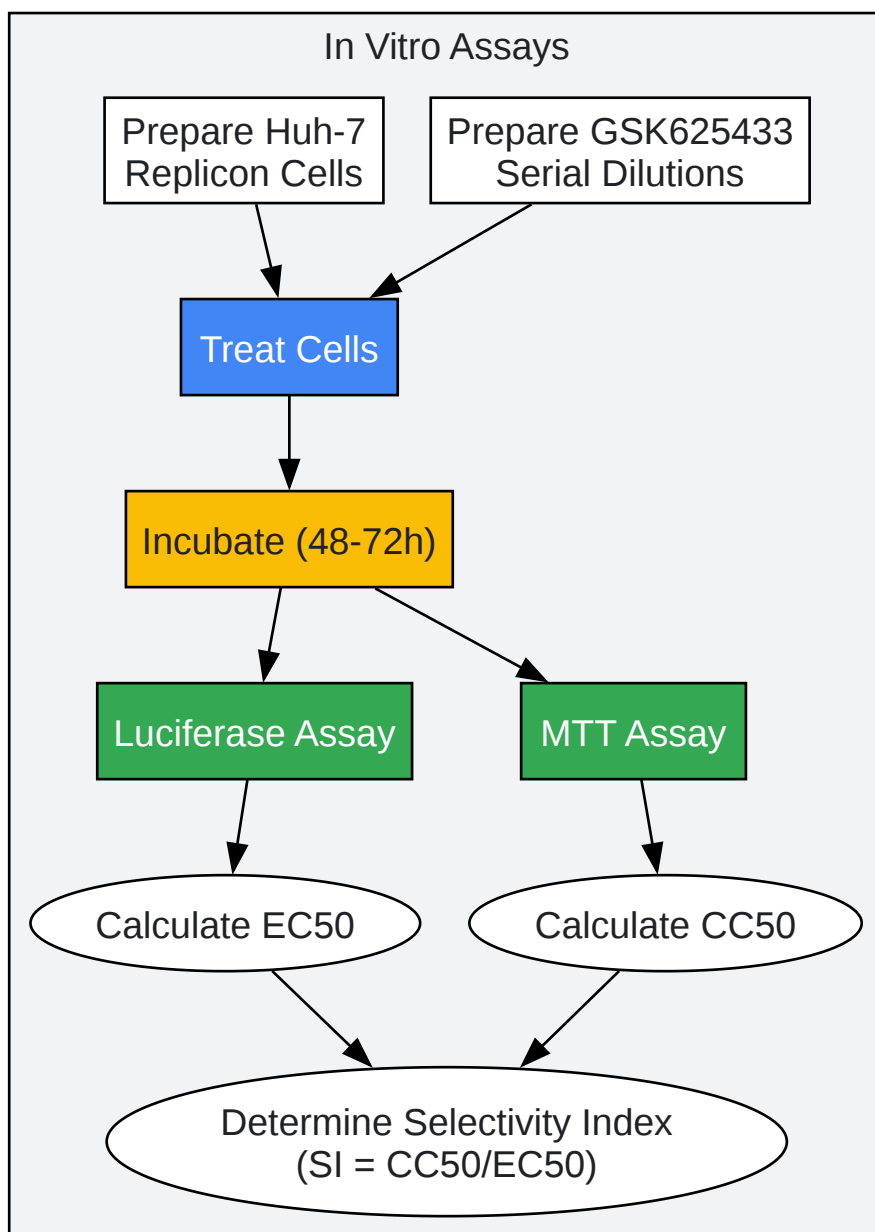 In Vitro Assays
Prepare Huh-7
Replicon Cells
Prepare GSK625433
Serial Dilutions
Treat Cells
Incubate (48-72h)
Luciferase Assay
MTT Assay
Calculate EC50
Calculate CC50
Determine Selectivity Index
(SI = CC50/EC50)